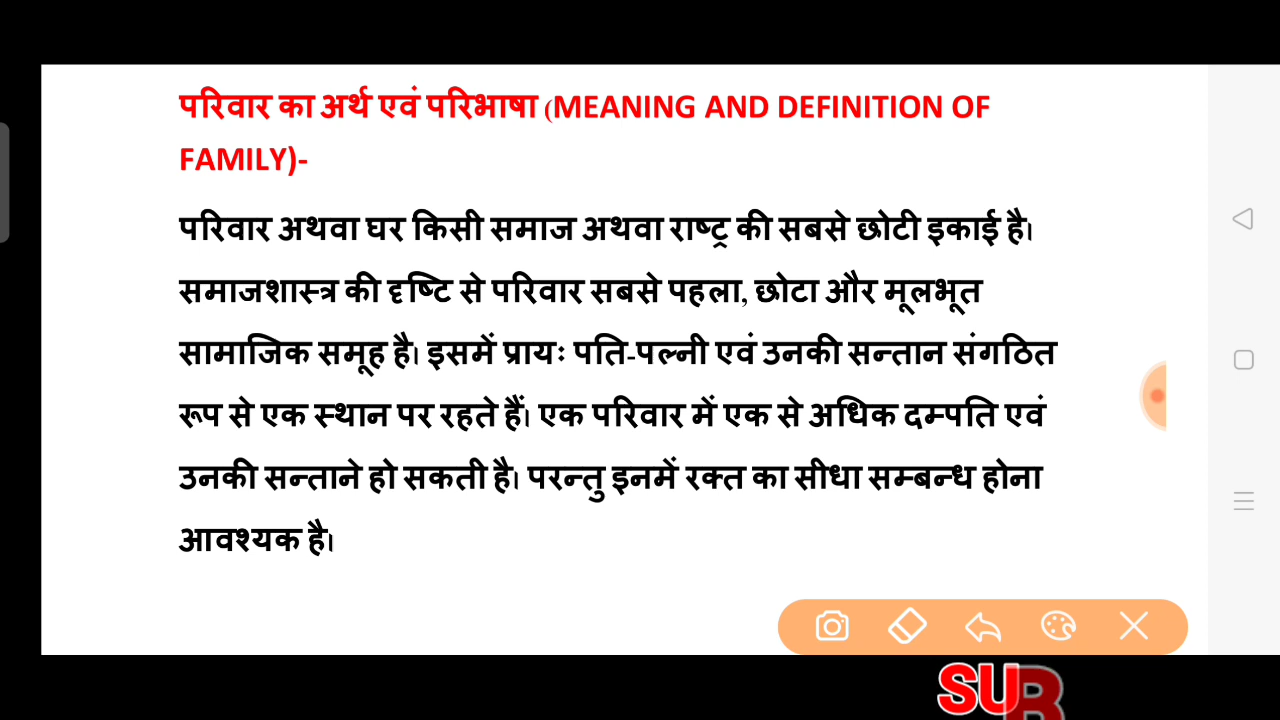 परिवार का अर्थ एवं परिभाषा (MEANING AND DEFINITION OF
FAMILY)-
परिवार अथवा घर किसी समाज अथवा राष्ट्र की सबसे छोटी इकाई है।
समाजशास्त्र की दृष्टि से परिवार सबसे पहला, छोटा और मूलभूत
सामाजिक समूह है। इसमें प्रायः पति-पत्नी एवं उनकी सन्तान संगठित
रूप से एक स्थान पर रहते हैं। एक परिवार में एक से अधिक दम्पति एवं
उनकी सन्ताने हो सकती है। परन्तु इनमें रक्त का सीधा सम्बन्ध होना
आवश्यक है।
SUB